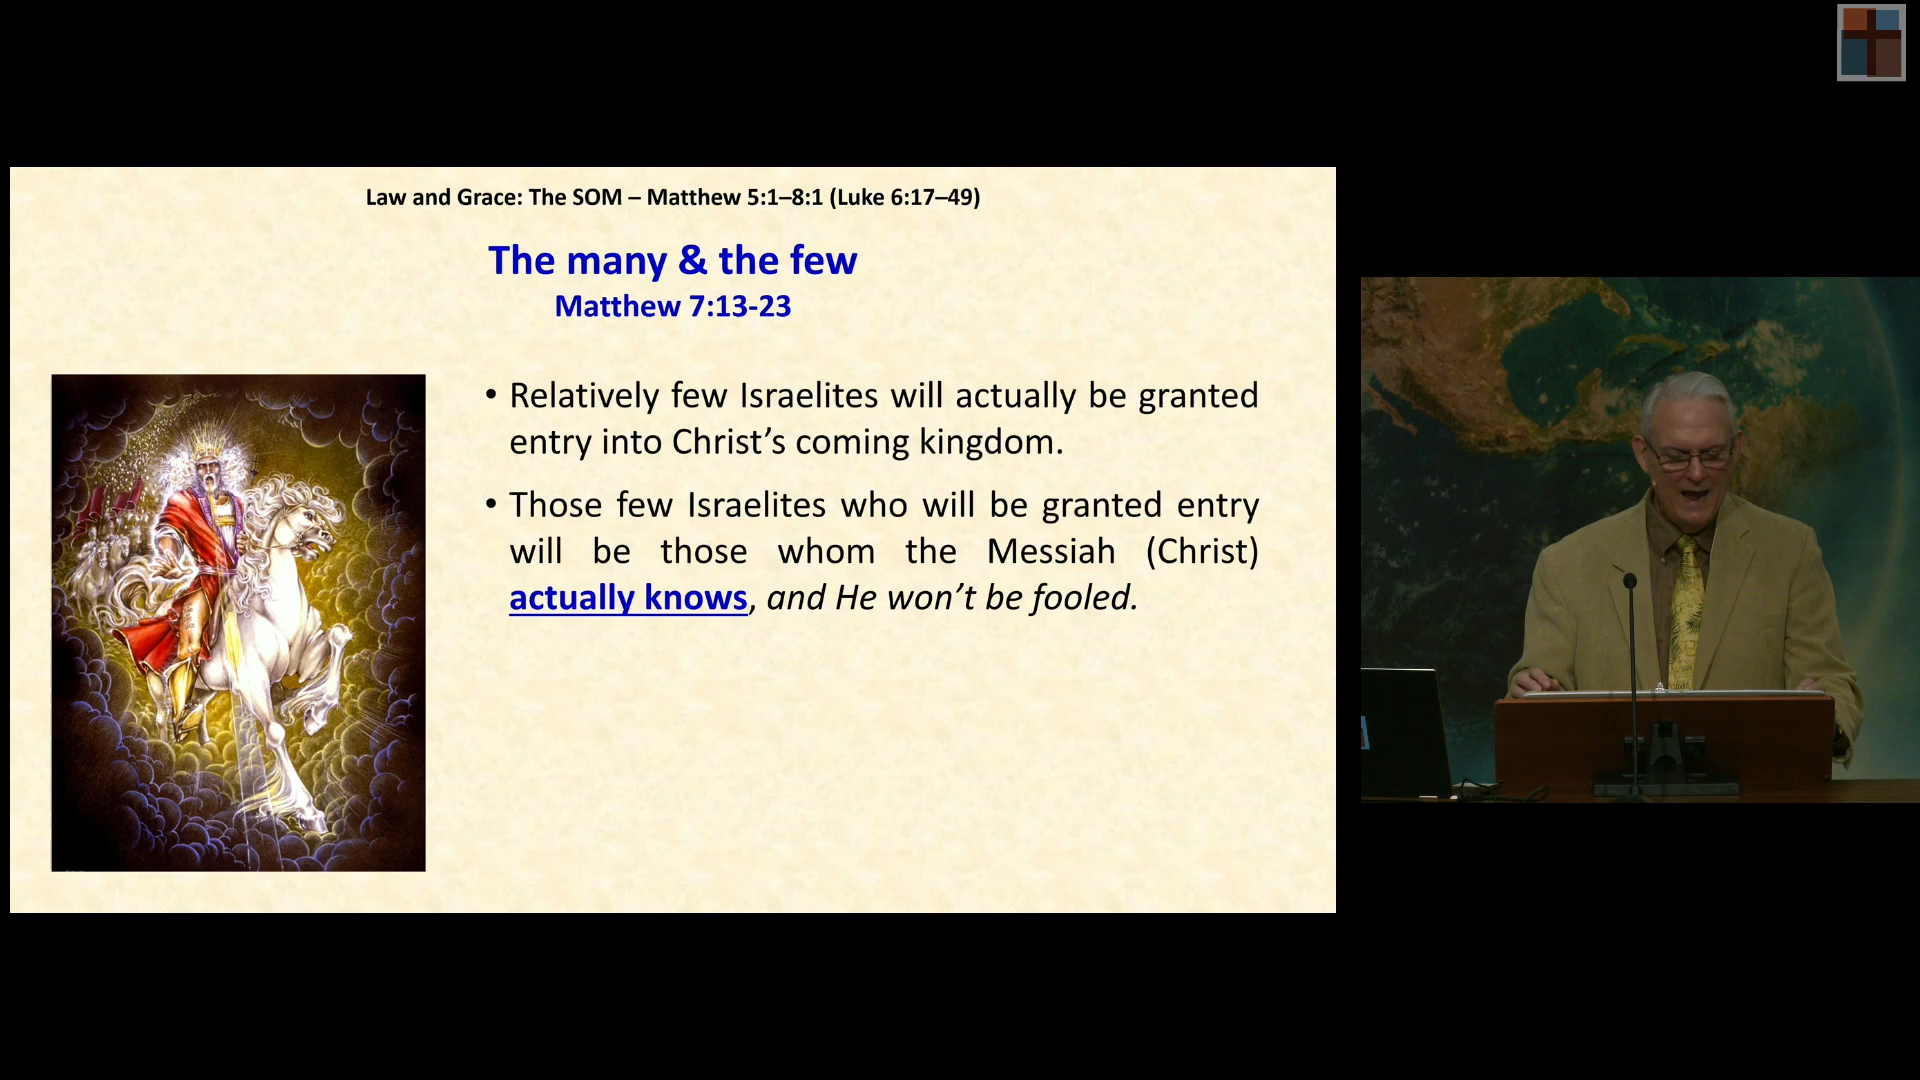 Law and Grace: The SOM – Matthew 5:1–8:1 (Luke 6:17–49)
The many & the few
Matthew 7:13-23
• Relatively few Israelites will actually be granted
entry into Christ’s coming kingdom.
• Those few Israelites who will be granted entry
will be those whom the Messiah (Christ)
actually knows, and He won’t be fooled.